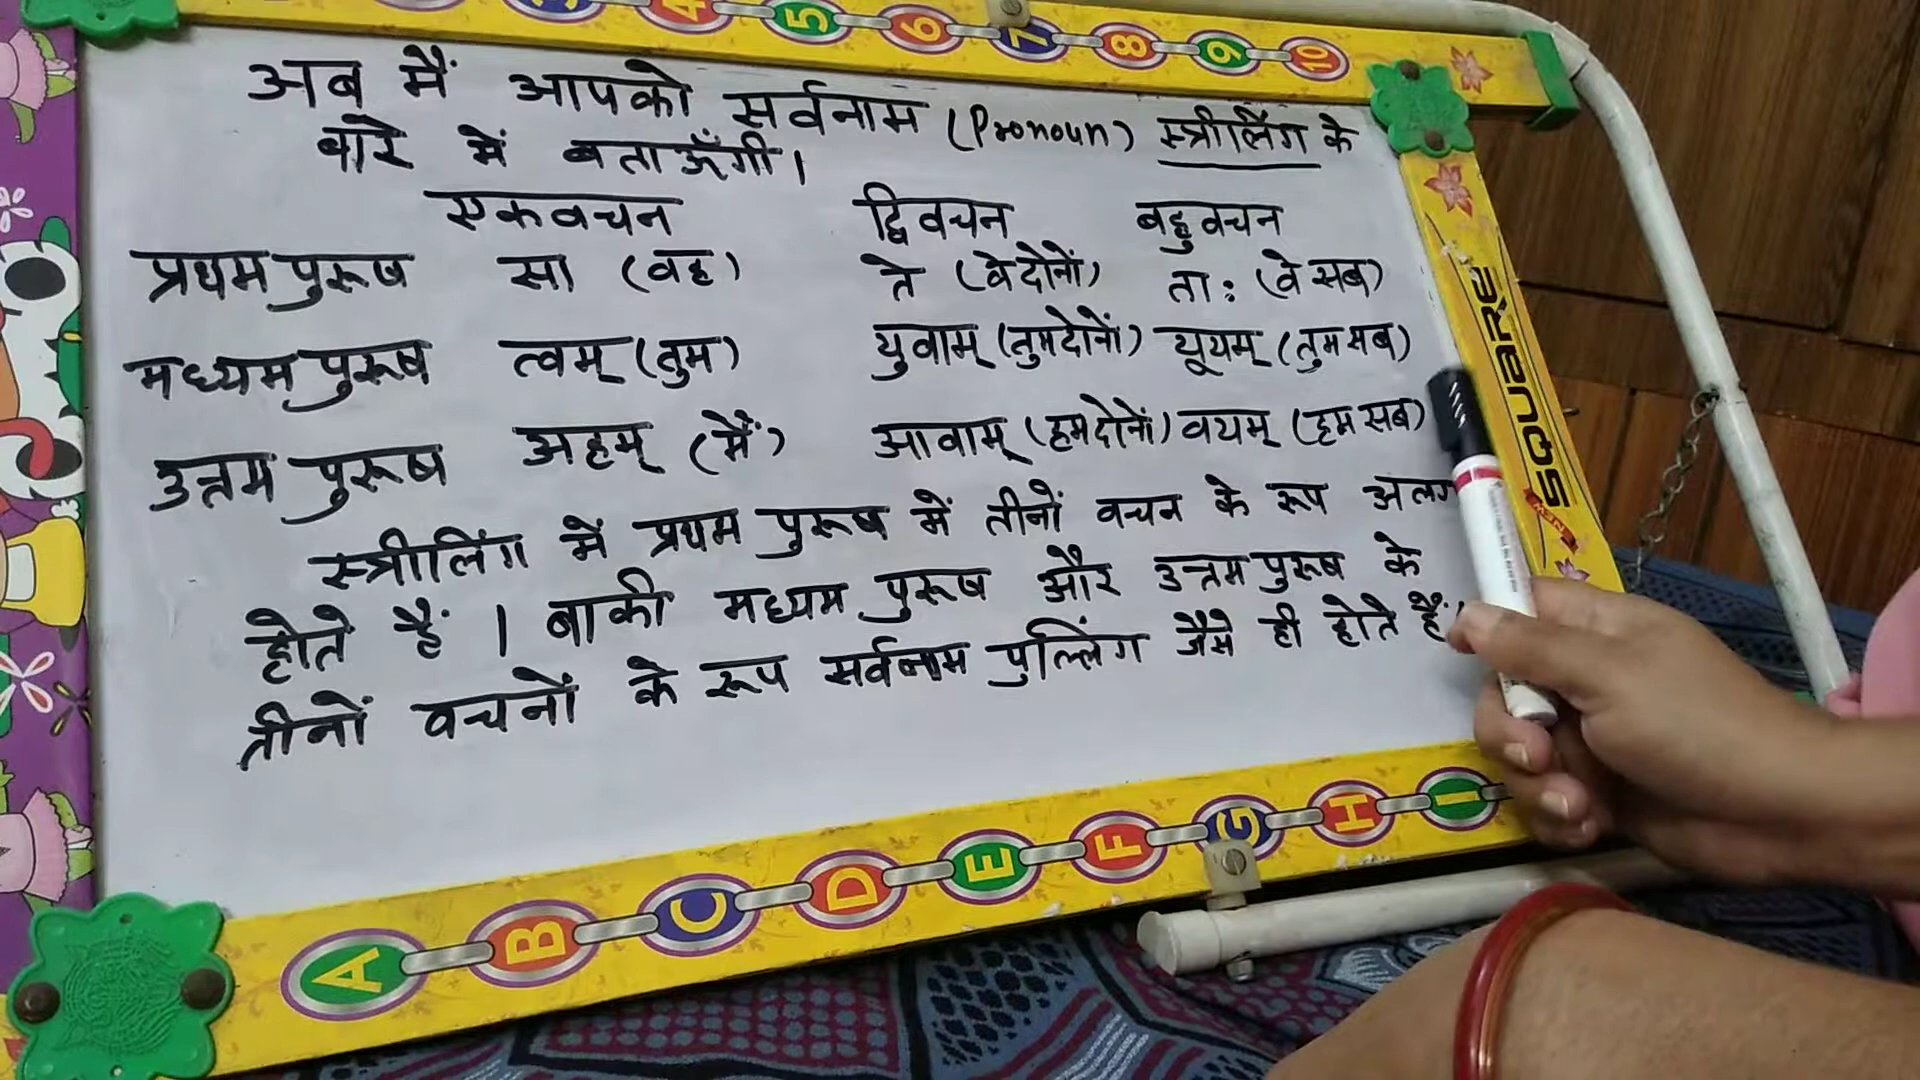 4 5 6 7 8 9 10
अब मैं आपको सर्वनाम (Pronoun) स्त्रीलिंग के
बारे में बताऊँगी।
एकवचन द्विवचन बहुवचन
प्रथम पुरूष सा (वह) ते (वे दोनों) ताः (वे सब)
मध्यम पुरूष त्वम् (तुम) युवाम् (तुम दोनों) यूयम् (तुम सब)
उत्तम पुरूष अहम् (मैं) आवाम् (हम दोनों) वयम् (हम सब)
स्त्रीलिंग में प्रथम पुरूष में तीनों वचन के रूप अलग
होते हैं । बाकी मध्यम पुरूष और उत्तम पुरूष के
तीनों वचनों के रूप सर्वनाम पुल्लिंग जैसे ही होते हैं।
SQUARE
NEW
A B C D E F G H I